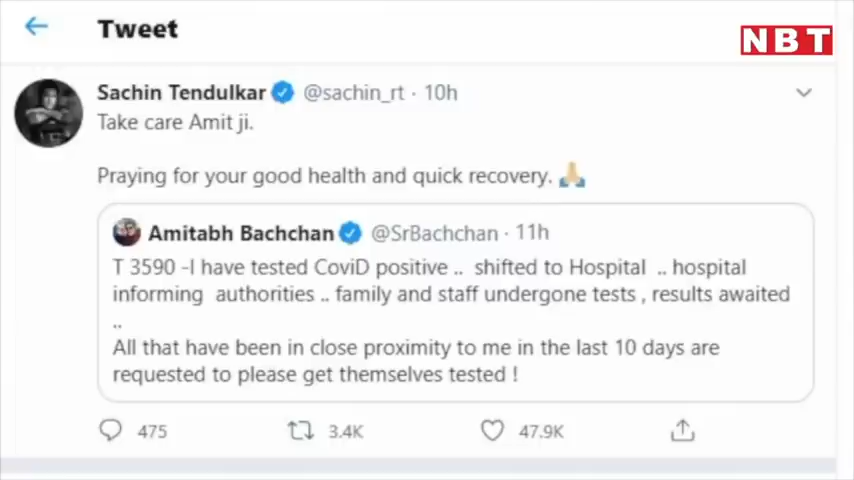 Tweet
NBT
Sachin Tendulkar @sachin_rt · 10h
Take care Amit ji.
Praying for your good health and quick recovery. 🙏🏼
Amitabh Bachchan @SrBachchan · 11h
T 3590 -I have tested CoviD positive .. shifted to Hospital .. hospital
informing authorities .. family and staff undergone tests , results awaited
..
All that have been in close proximity to me in the last 10 days are
requested to please get themselves tested !
475 3.4K 47.9K